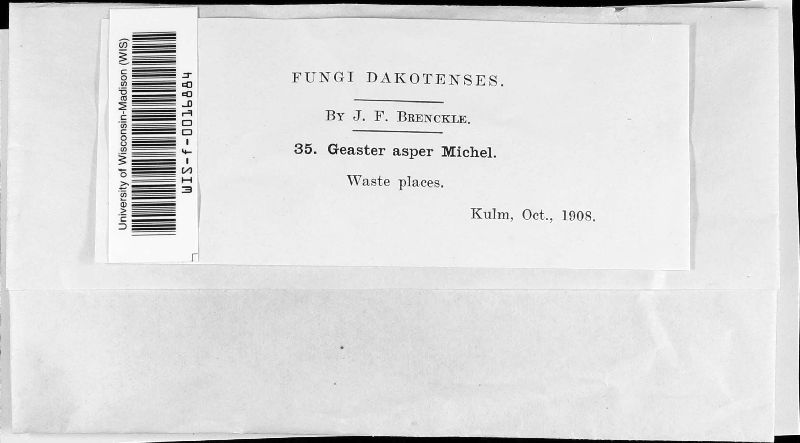 FUNGI DAKOTENSES.
BY J. F. BRENCKLE.
35. Geaster asper Michel.
Waste places.
Kulm, Oct., 1908.
University of Wisconsin-Madison (WIS)
WIS-f-0016884